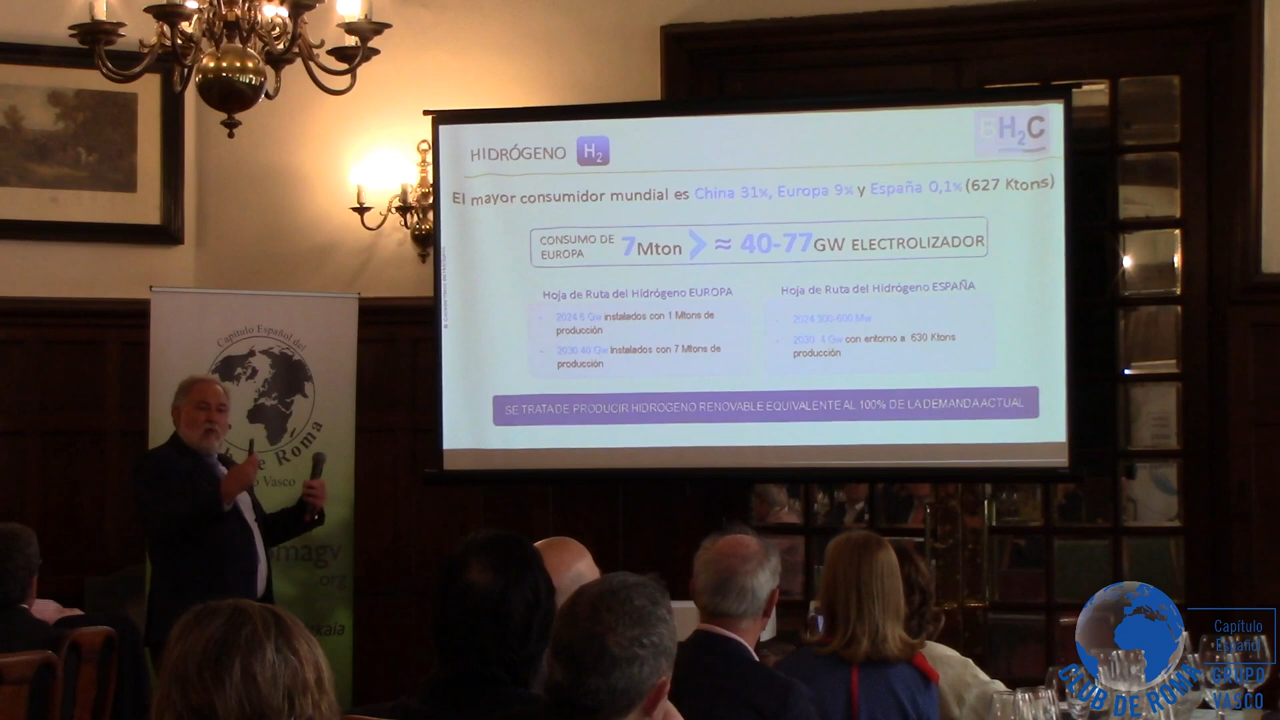 HIDRÓGENO H2
BH2C
El mayor consumidor mundial es China 31%, Europa 9% y España 0,1% (627 Ktons)
CONSUMO DE
EUROPA
7Mton > ≈ 40-77GW ELECTROLIZADOR
Hoja de Ruta del Hidrógeno EUROPA
- 2024 6 Gw instalados con 1 Mtons de
producción
- 2030 40 Gw Instalados con 7 Mtons de
producción
Hoja de Ruta del Hidrógeno ESPAÑA
- 2024 300-600 Mw
- 2030 4 Gw con entorno a 630 Ktons
producción
SE TRATA DE PRODUCIR HIDROGENO RENOVABLE EQUIVALENTE AL 100% DE LA DEMANDA ACTUAL
Capítulo Español del
de Roma
Vasco
magv
.org
kaia
CLUB DE ROMA
Capítulo
Español
GRUPO
VASCO